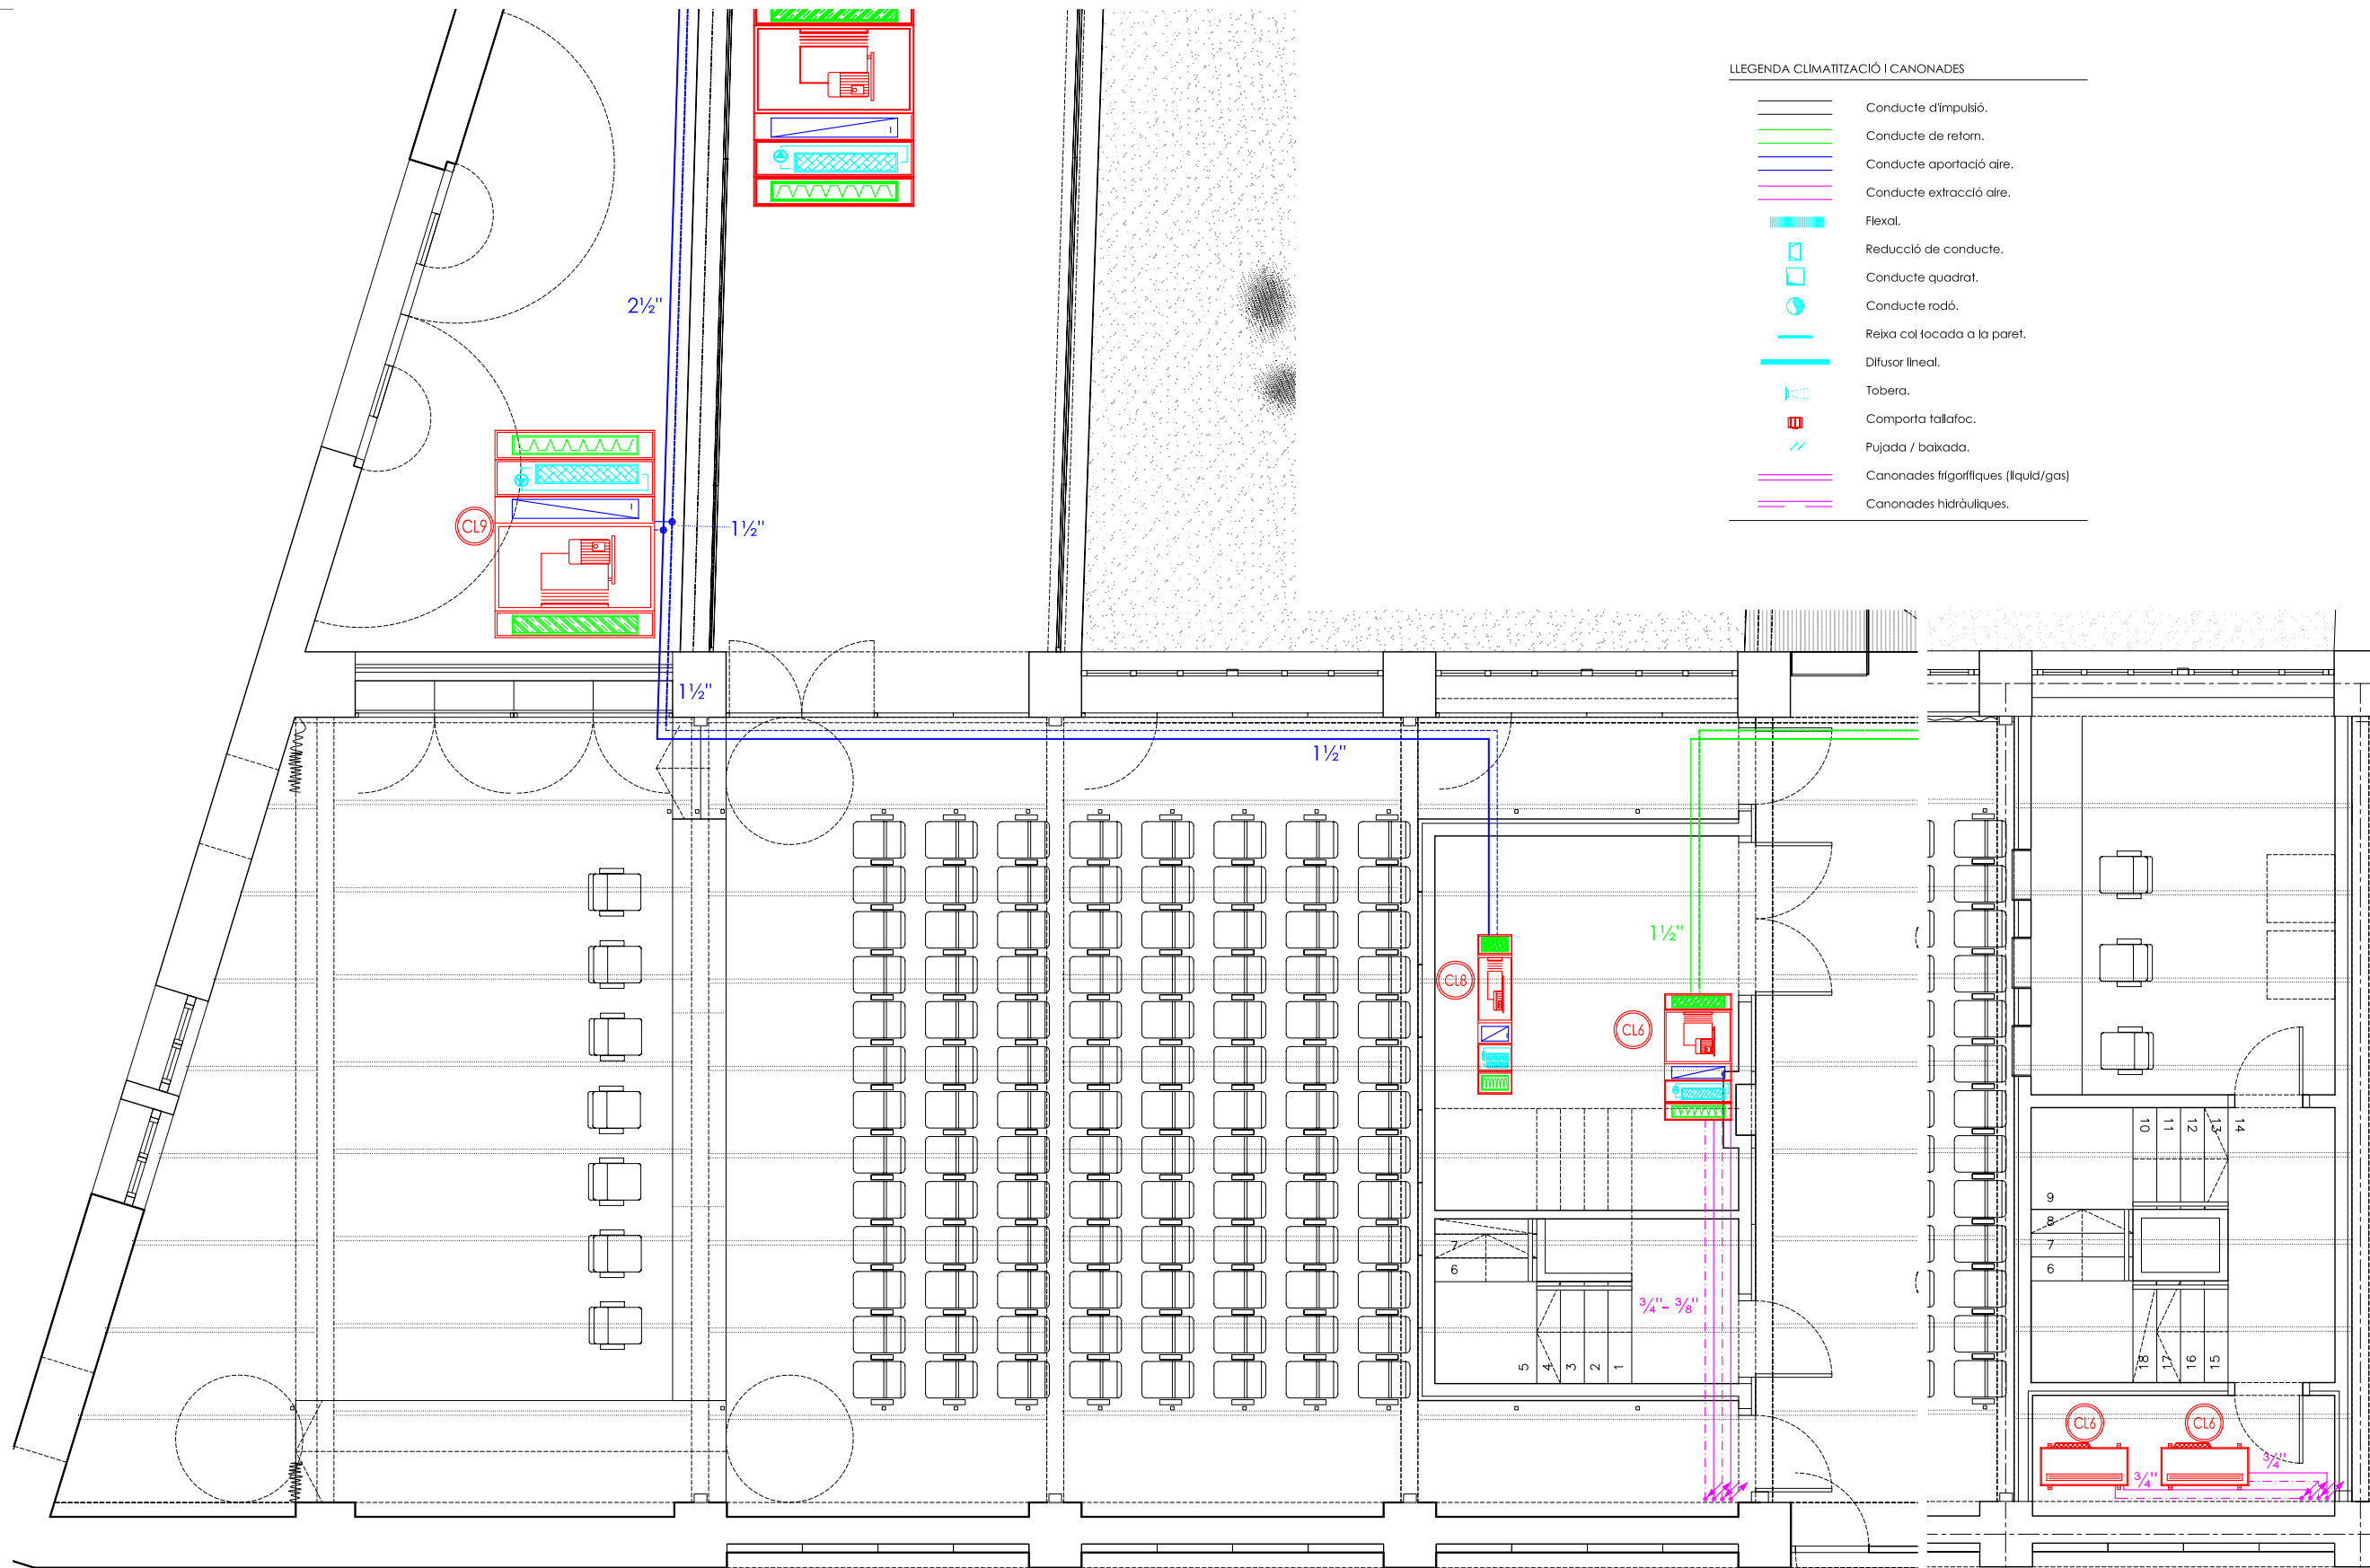 LLEGENDA CLIMATITZACIÓ I CANONADES
Conducte d'impulsió.
Conducte de retorn.
Conducte aportació aire.
Conducte extracció aire.
Flexal.
Reducció de conducte.
Conducte quadrat.
Conducte rodó.
Reixa col·locada a la paret.
Difusor lineal.
Tobera.
Comporta tallafoc.
Pujada / baixada.
Canonades frigorífiques (líquid/gas)
Canonades hidràuliques.
2½"
CL9
1½"
1½"
1½"
1½"
CL8
CL6
¾"- ⅜"
7
6
5
4
3
2
1
10
11
12
13
14
9
8
7
6
18
17
16
15
CL6
CL6
¾"
¾"